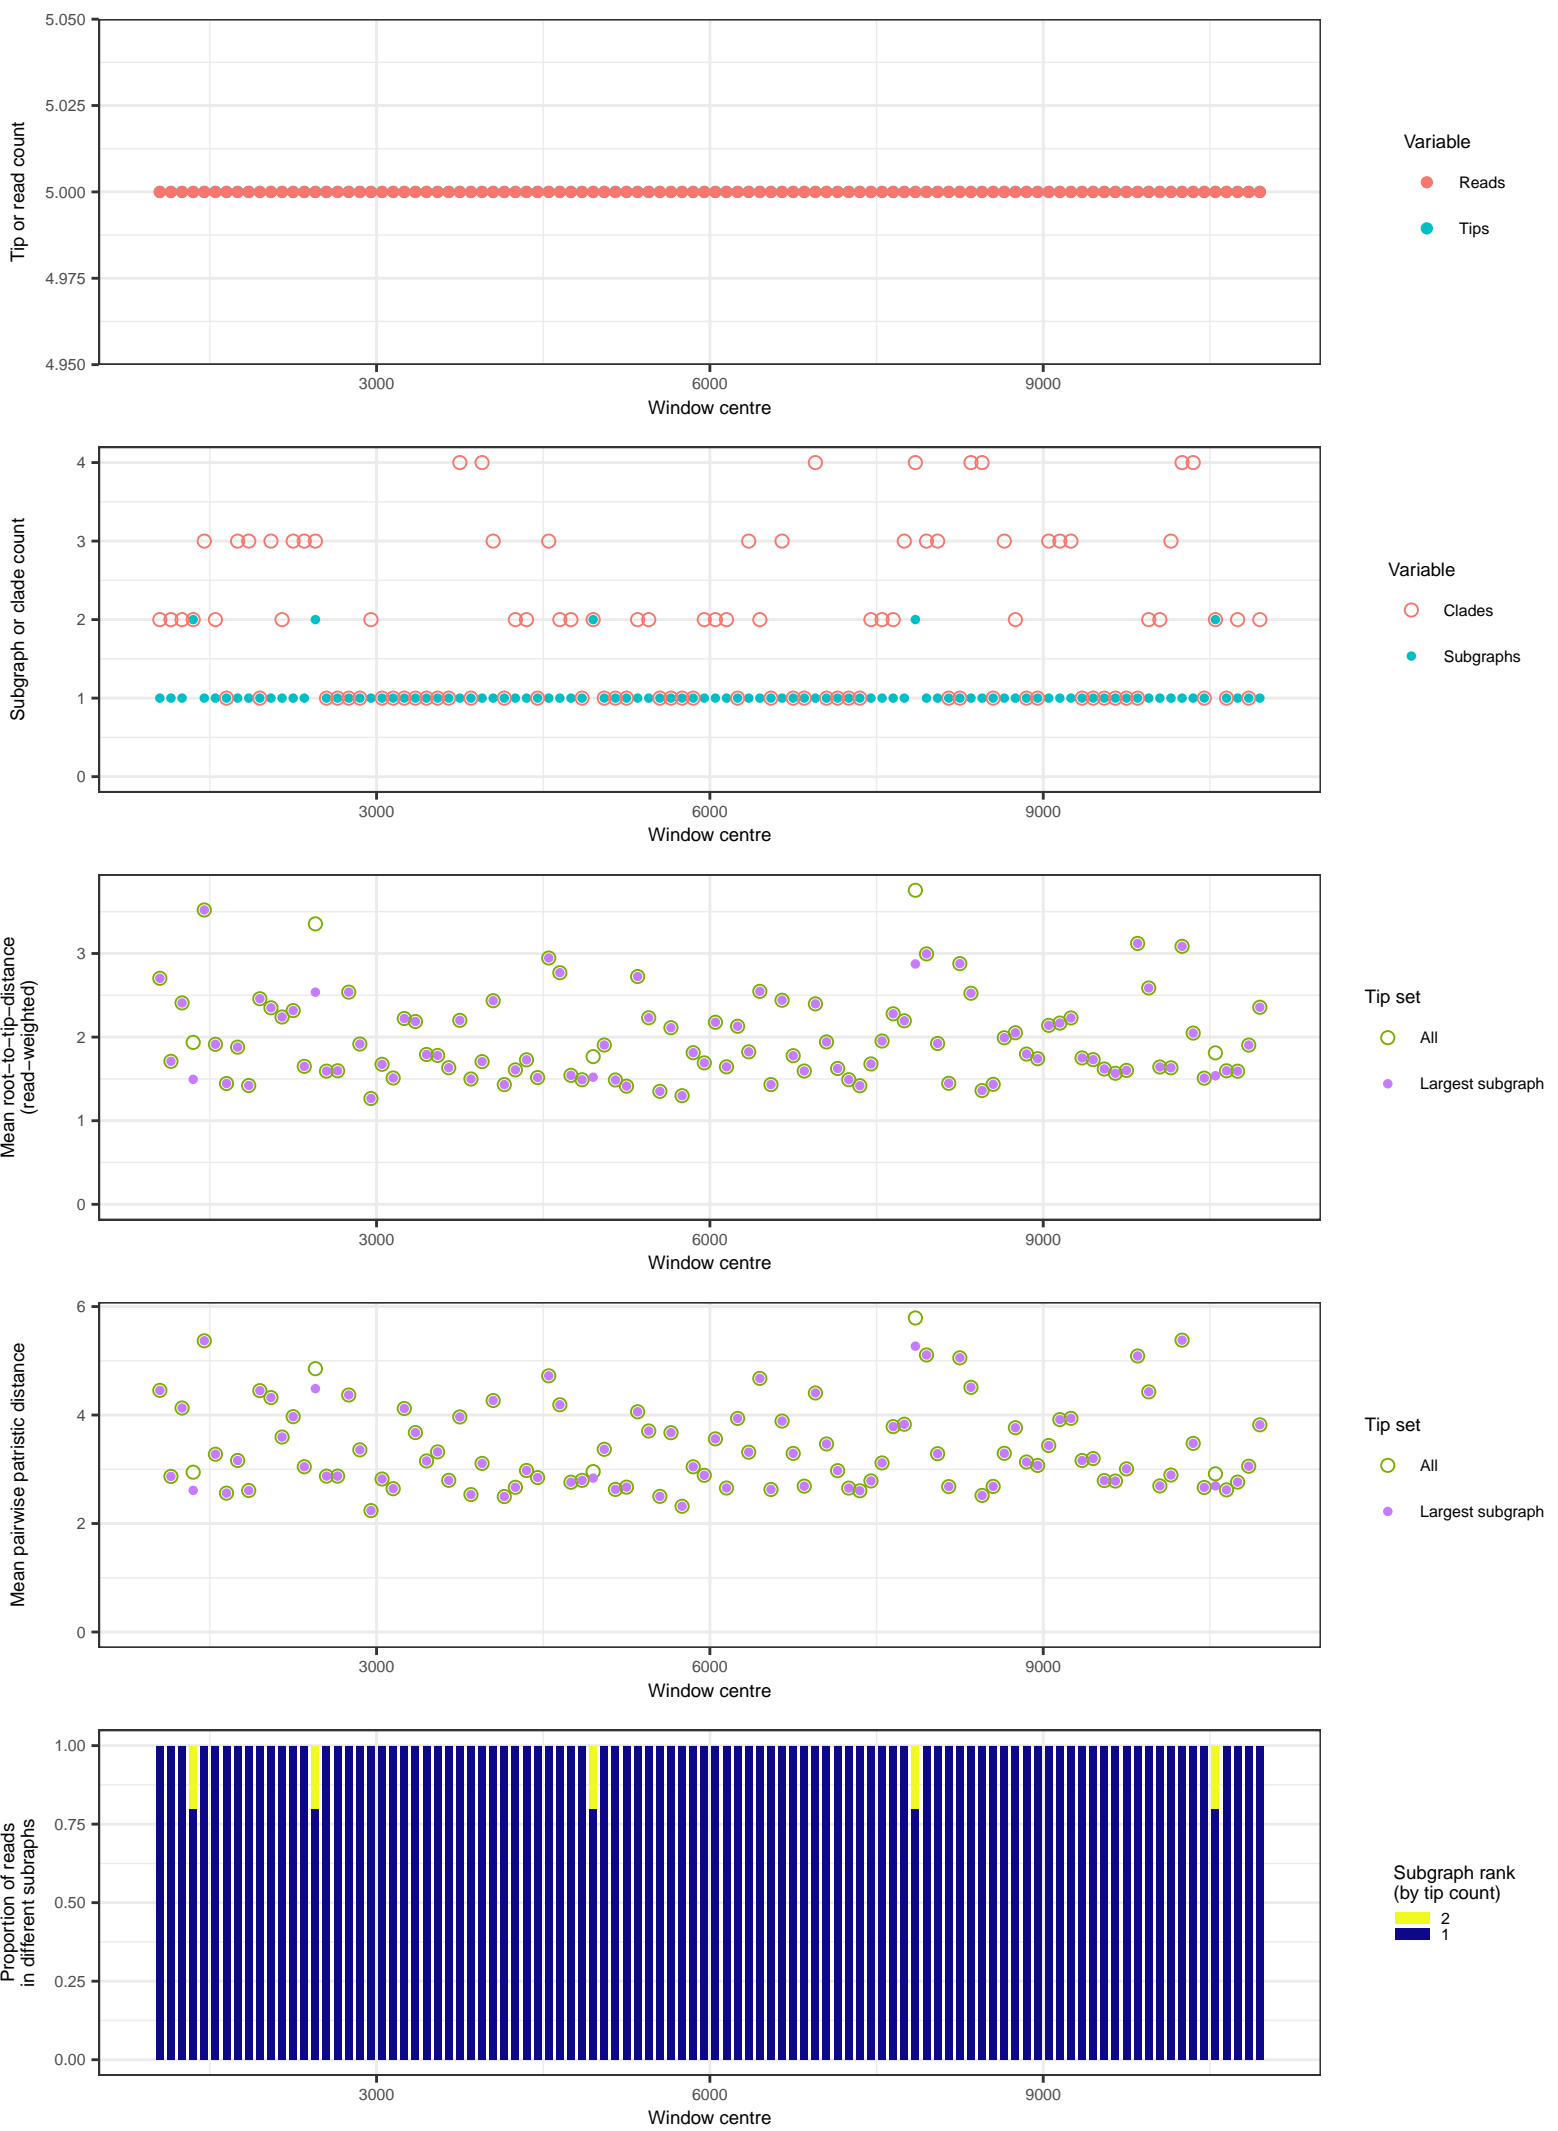 5.050
5.025
5.000
4.975
4.950
Tip or read count
3000 6000 9000
Window centre
Variable
Reads
Tips
4
3
2
1
0
Subgraph or clade count
3000 6000 9000
Window centre
Variable
Clades
Subgraphs
3
2
1
0
Mean root−to−tip−distance
(read−weighted)
3000 6000 9000
Window centre
Tip set
All
Largest subgraph
6
4
2
0
Mean pairwise patristic distance
3000 6000 9000
Window centre
Tip set
All
Largest subgraph
1.00
0.75
0.50
0.25
0.00
Proportion of reads
in different subraphs
3000 6000 9000
Window centre
Subgraph rank
(by tip count)
2
1